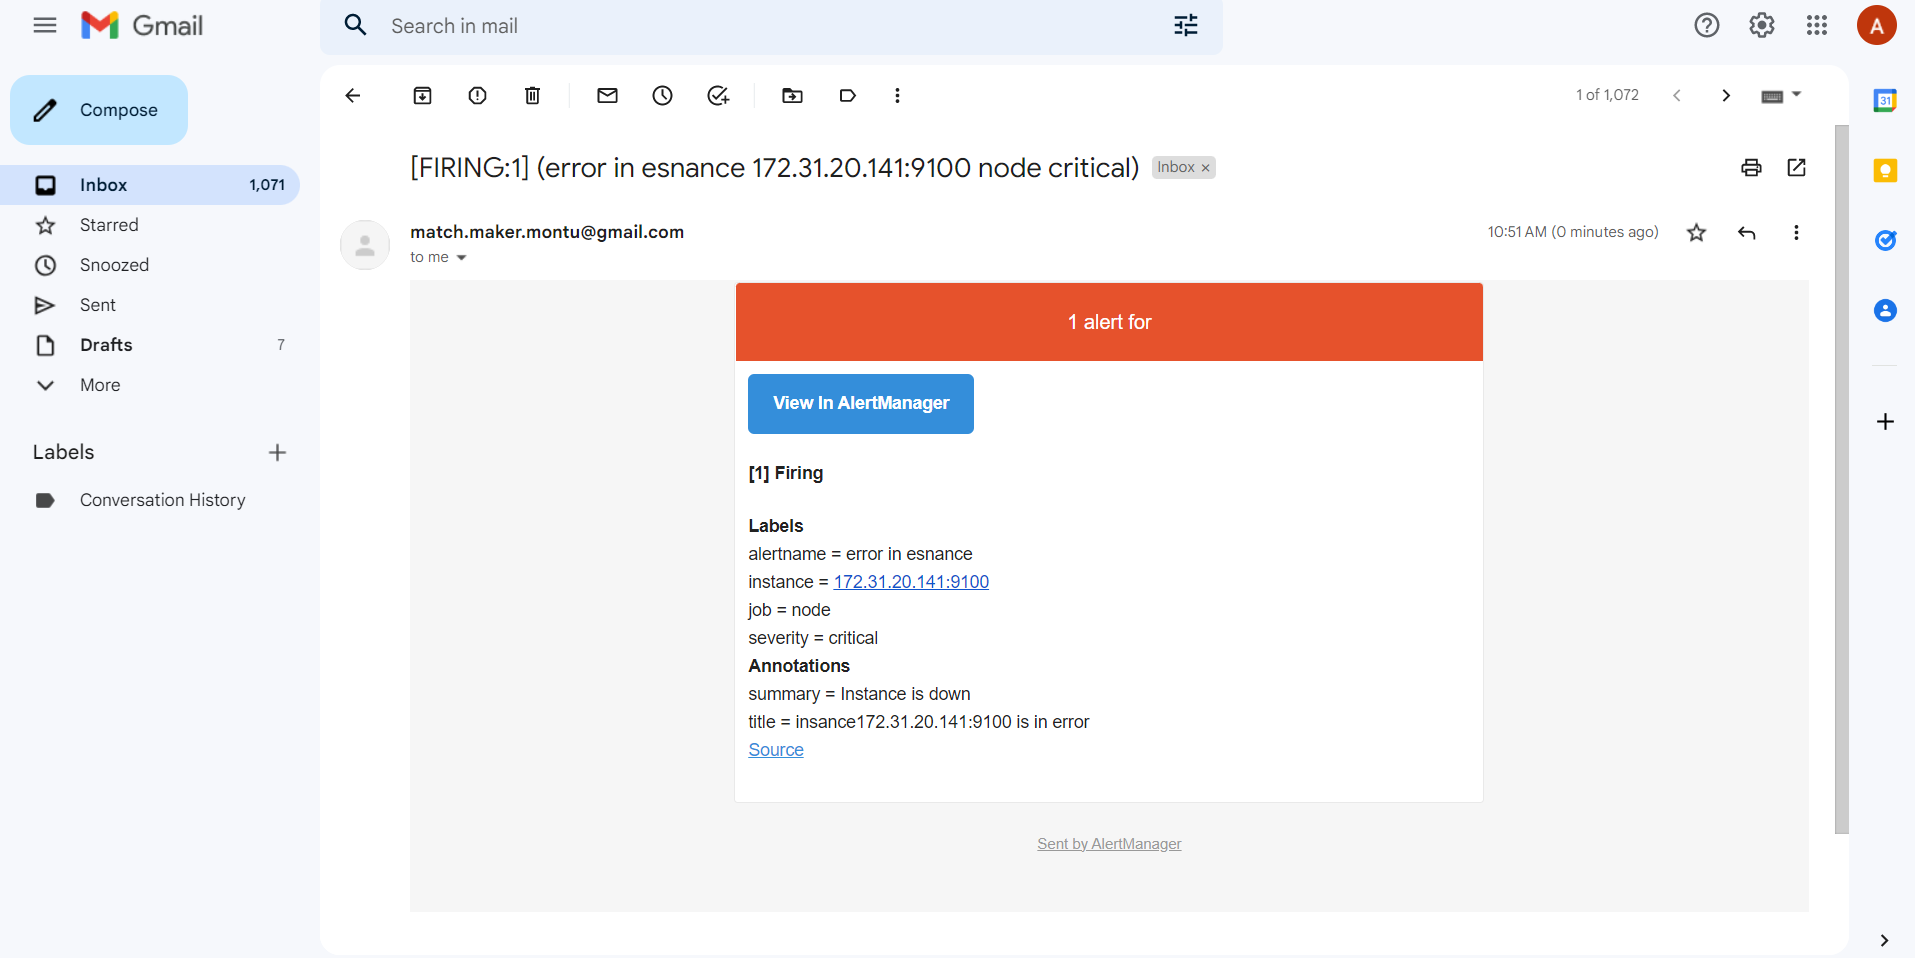 Gmail
Search in mail
A
Compose
1 of 1,072
31
[FIRING:1] (error in esnance 172.31.20.141:9100 node critical) Inbox ×
Inbox 1,071
Starred
Snoozed
Sent
Drafts 7
More
Labels
Conversation History
match.maker.montu@gmail.com
10:51 AM (0 minutes ago)
to me
1 alert for
View In AlertManager
[1] Firing
Labels
alertname = error in esnance
instance = 172.31.20.141:9100
job = node
severity = critical
Annotations
summary = Instance is down
title = insance172.31.20.141:9100 is in error
Source
Sent by AlertManager